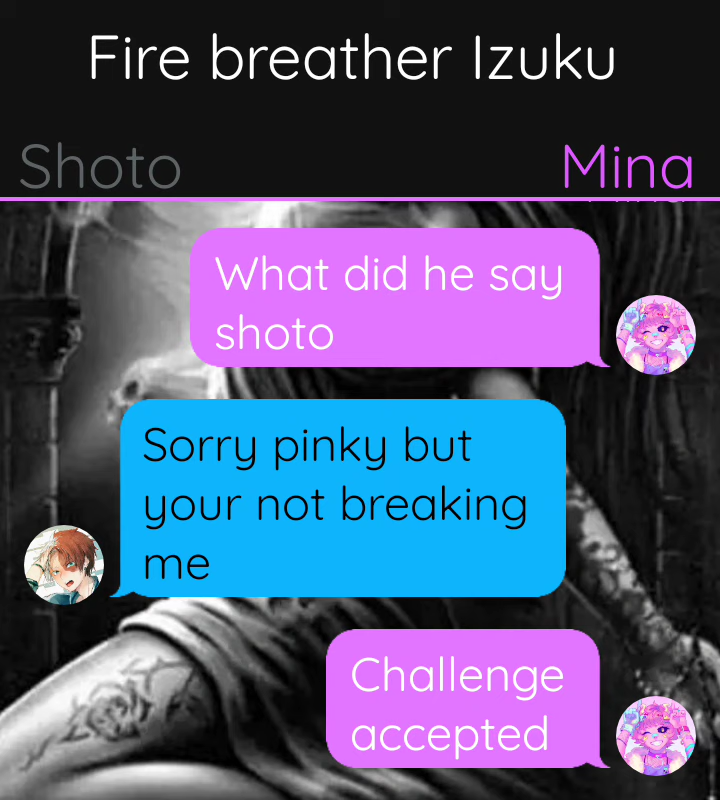 Fire breather Izuku
Shoto Mina
What did he say
shoto
Sorry pinky but
your not breaking
me
Challenge
accepted